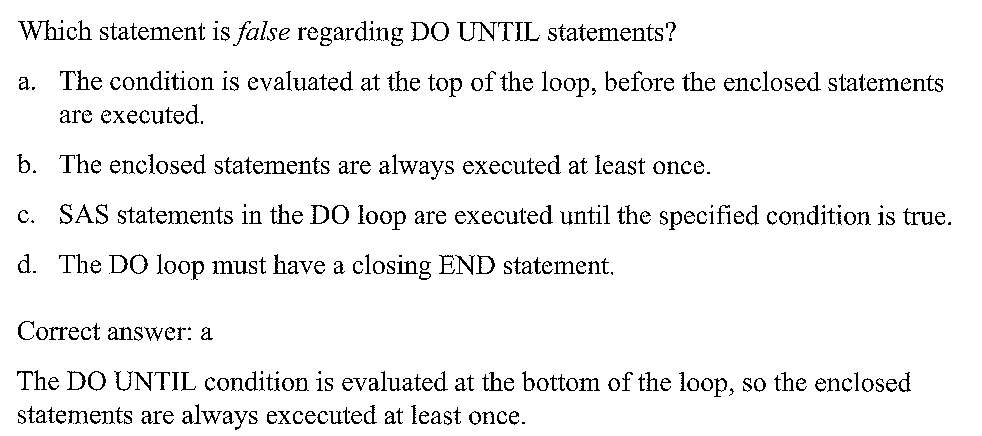 Which statement is false regarding DO UNTIL statements?
a. The condition is evaluated at the top of the loop, before the enclosed statements
are executed.
b. The enclosed statements are always executed at least once.
c. SAS statements in the DO loop are executed until the specified condition is true.
d. The DO loop must have a closing END statement.
Correct answer: a
The DO UNTIL condition is evaluated at the bottom of the loop, so the enclosed
statements are always excecuted at least once.